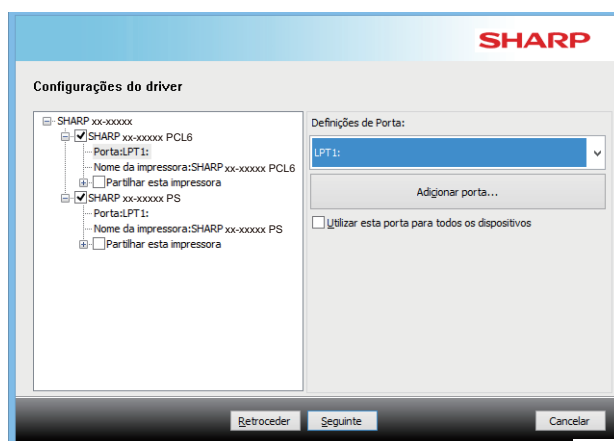 SHARP
Configurações do driver
SHARP xx-xxxxx
SHARP xx-xxxxx PCL6
Porta:LPT1:
Nome da impressora:SHARP xx-xxxxx PCL6
Partilhar esta impressora
SHARP xx-xxxxx PS
Porta:LPT1:
Nome da impressora:SHARP xx-xxxxx PS
Partilhar esta impressora
Definições de Porta:
LPT1:
Adicionar porta...
Utilizar esta porta para todos os dispositivos
Retroceder
Seguinte
Cancelar